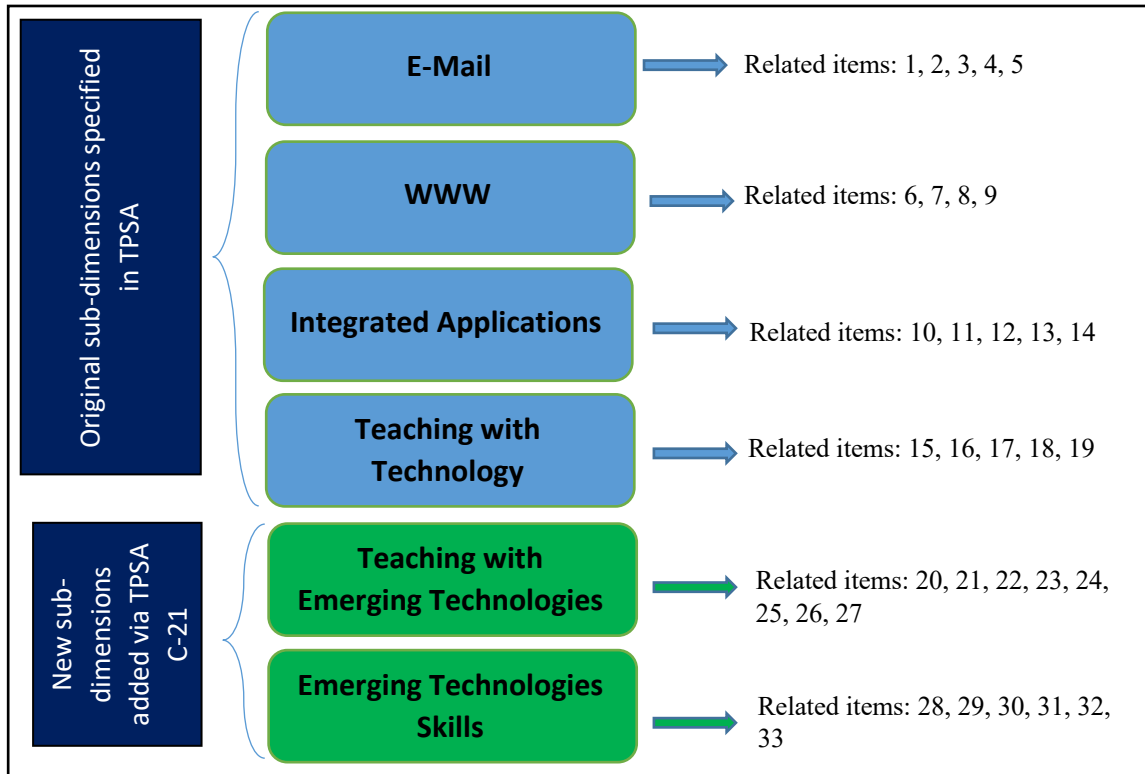 Original sub-dimensions specified
in TPSA
E-Mail
Related items: 1, 2, 3, 4, 5
WWW
Related items: 6, 7, 8, 9
Integrated Applications
Related items: 10, 11, 12, 13, 14
Teaching with
Technology
Related items: 15, 16, 17, 18, 19
New sub-
dimensions
added via TPSA
C-21
Teaching with
Emerging Technologies
Related items: 20, 21, 22, 23, 24,
25, 26, 27
Emerging Technologies
Skills
Related items: 28, 29, 30, 31, 32,
33